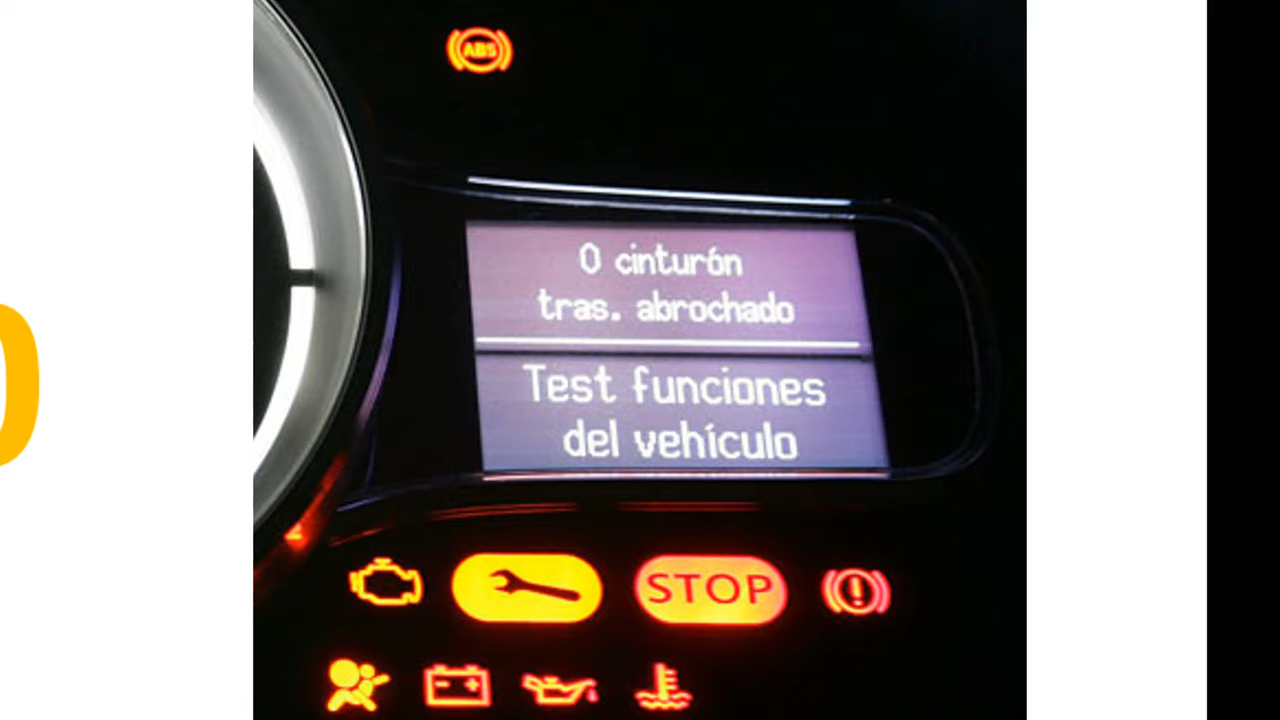 ABS
0 cinturón
tras. abrochado
Test funciones
del vehículo
STOP